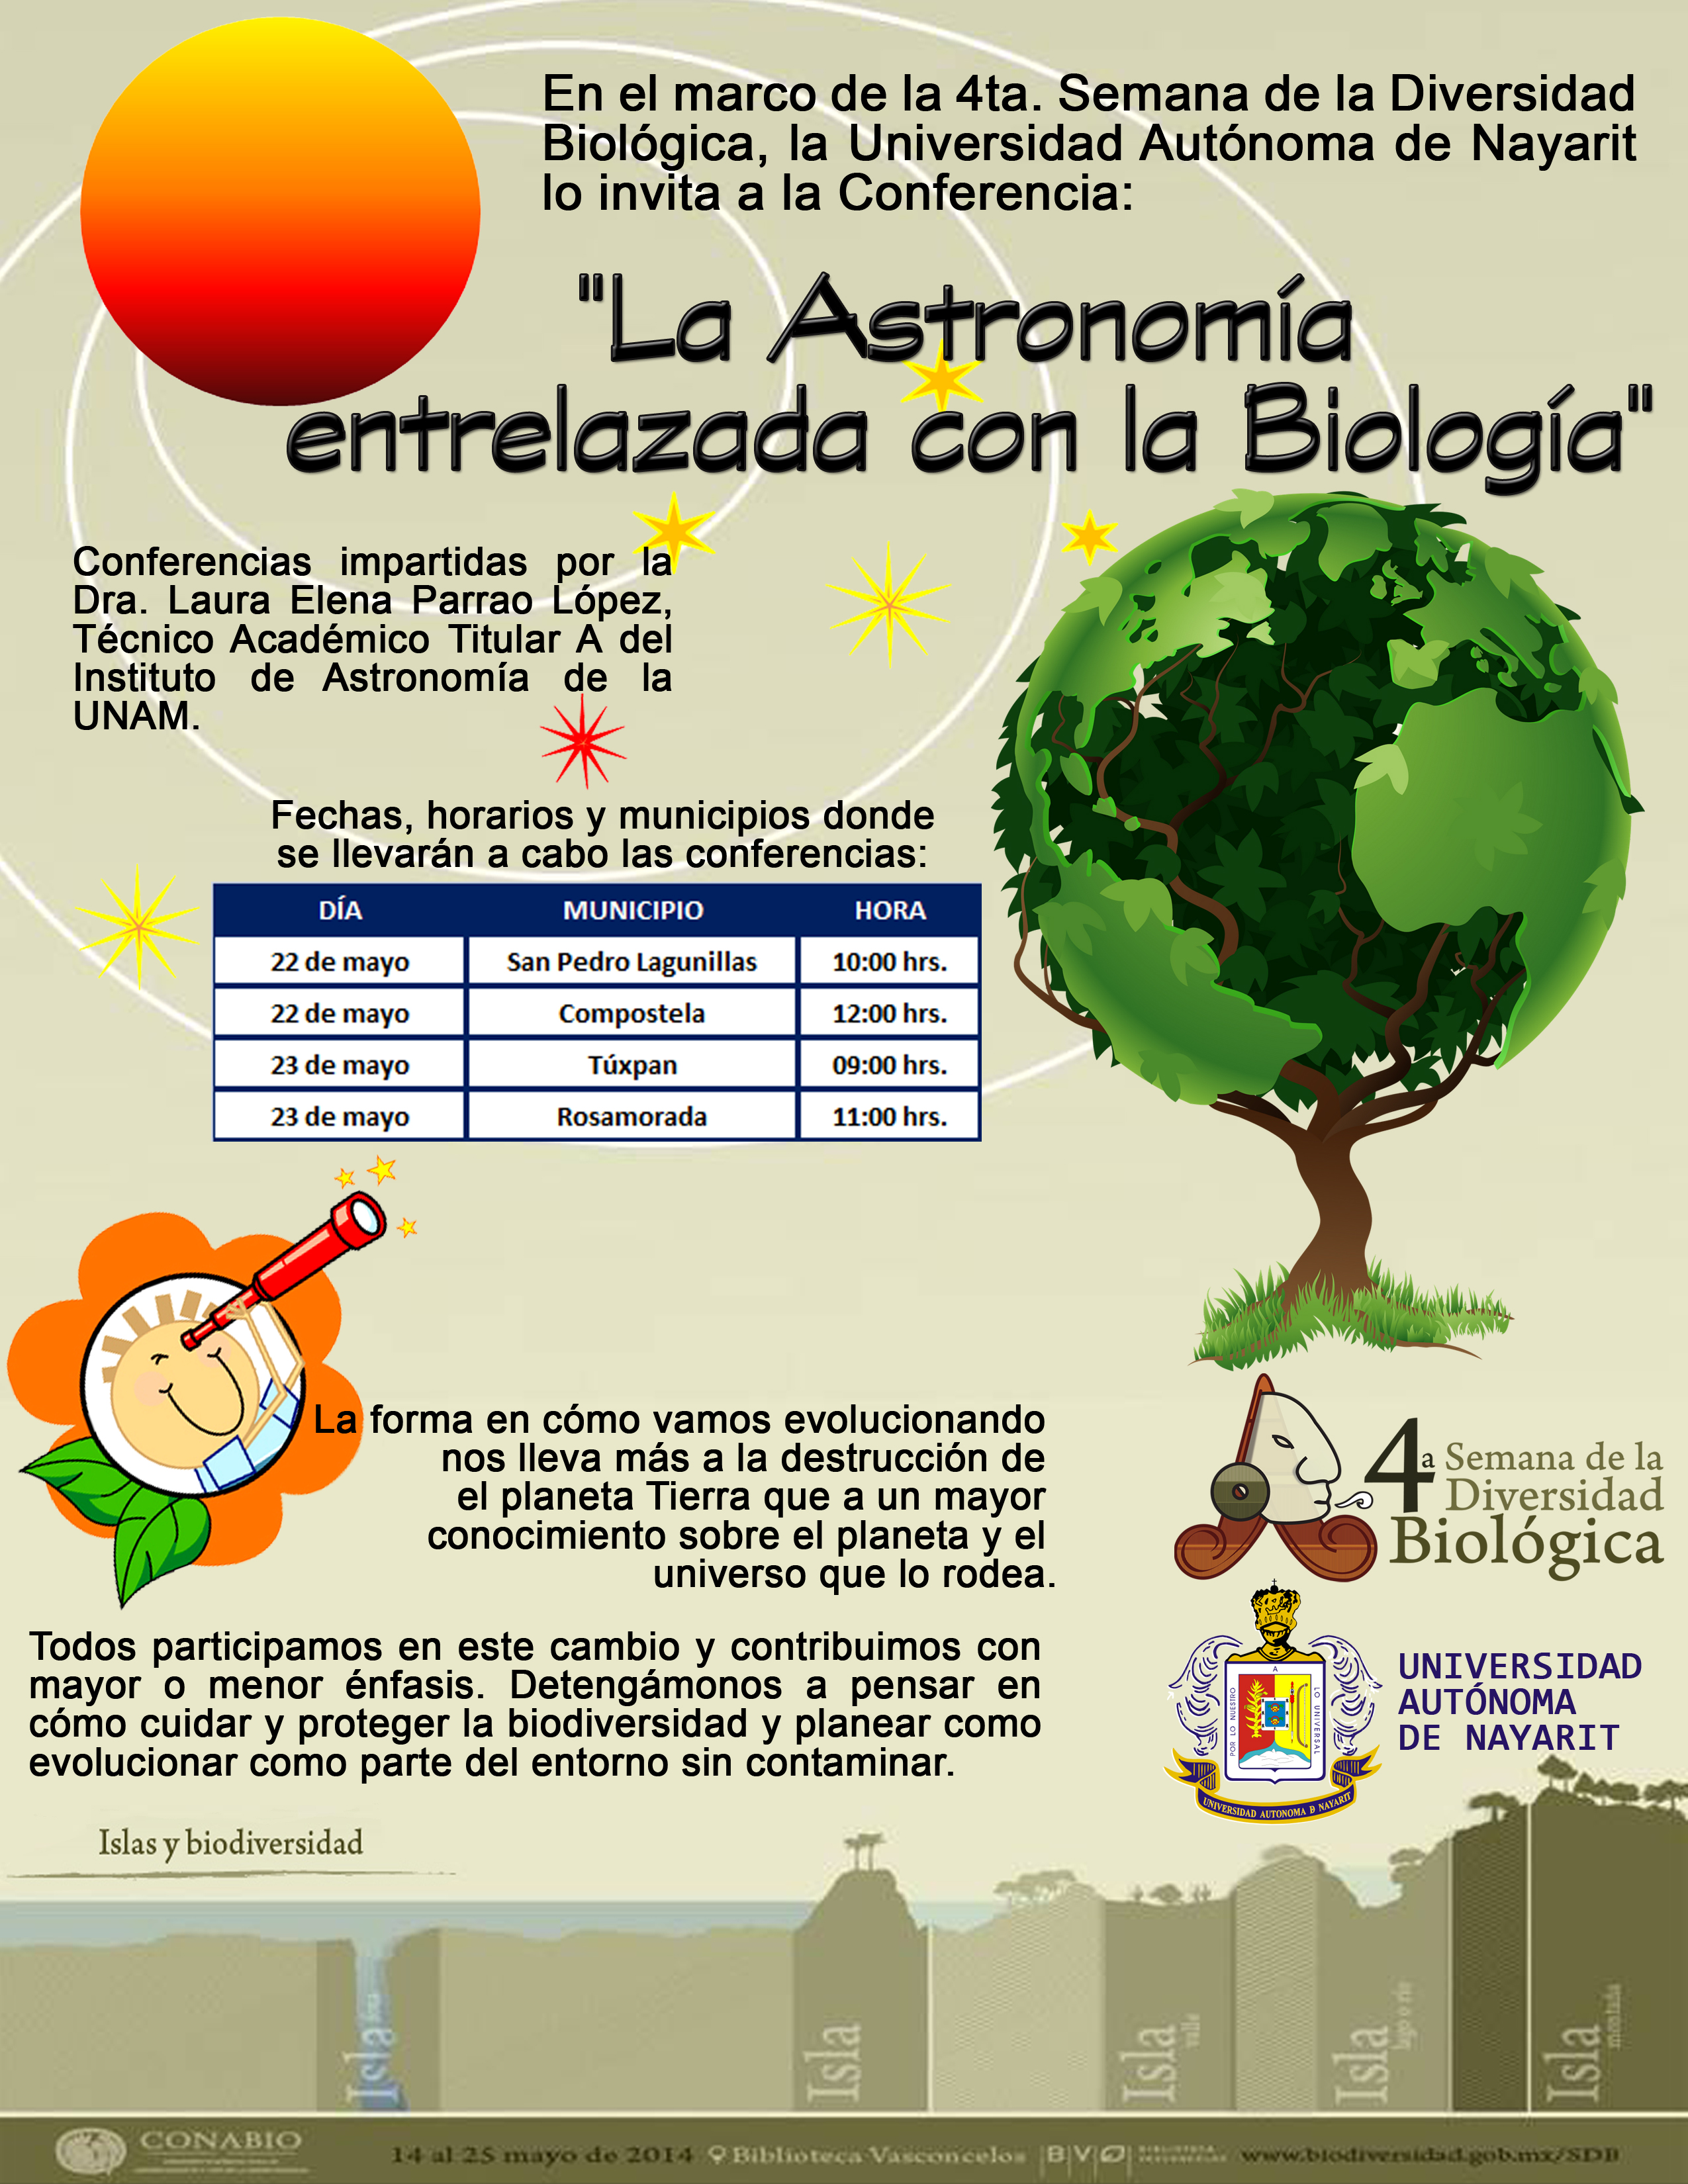 En el marco de la 4ta. Semana de la Diversidad
Biológica, la Universidad Autónoma de Nayarit
lo invita a la Conferencia:
"La Astronomía
entrelazada con la Biología"
Conferencias impartidas por la
Dra. Laura Elena Parrao López,
Técnico Académico Titular A del
Instituto de Astronomía de la
UNAM.
Fechas, horarios y municipios donde
se llevarán a cabo las conferencias:
DÍA MUNICIPIO HORA
22 de mayo San Pedro Lagunillas 10:00 hrs.
22 de mayo Compostela 12:00 hrs.
23 de mayo Túxpan 09:00 hrs.
23 de mayo Rosamorada 11:00 hrs.
La forma en cómo vamos evolucionando
nos lleva más a la destrucción de
el planeta Tierra que a un mayor
conocimiento sobre el planeta y el
universo que lo rodea.
4a Semana de la
Diversidad
Biológica
Todos participamos en este cambio y contribuimos con
mayor o menor énfasis. Detengámonos a pensar en
cómo cuidar y proteger la biodiversidad y planear como
evolucionar como parte del entorno sin contaminar.
A
POR LO NUESTRO
LO UNIVERSAL
UNIVERSIDAD AUTONOMA D NAYARIT
UNIVERSIDAD
AUTÓNOMA
DE NAYARIT
Islas y biodiversidad
Isla
Isla
Isla valle
Isla lago o río
Isla montaña
CONABIO
14 al 25 mayo de 2014 Biblioteca Vasconcelos BV www.biodiversidad.gob.mx/SDB